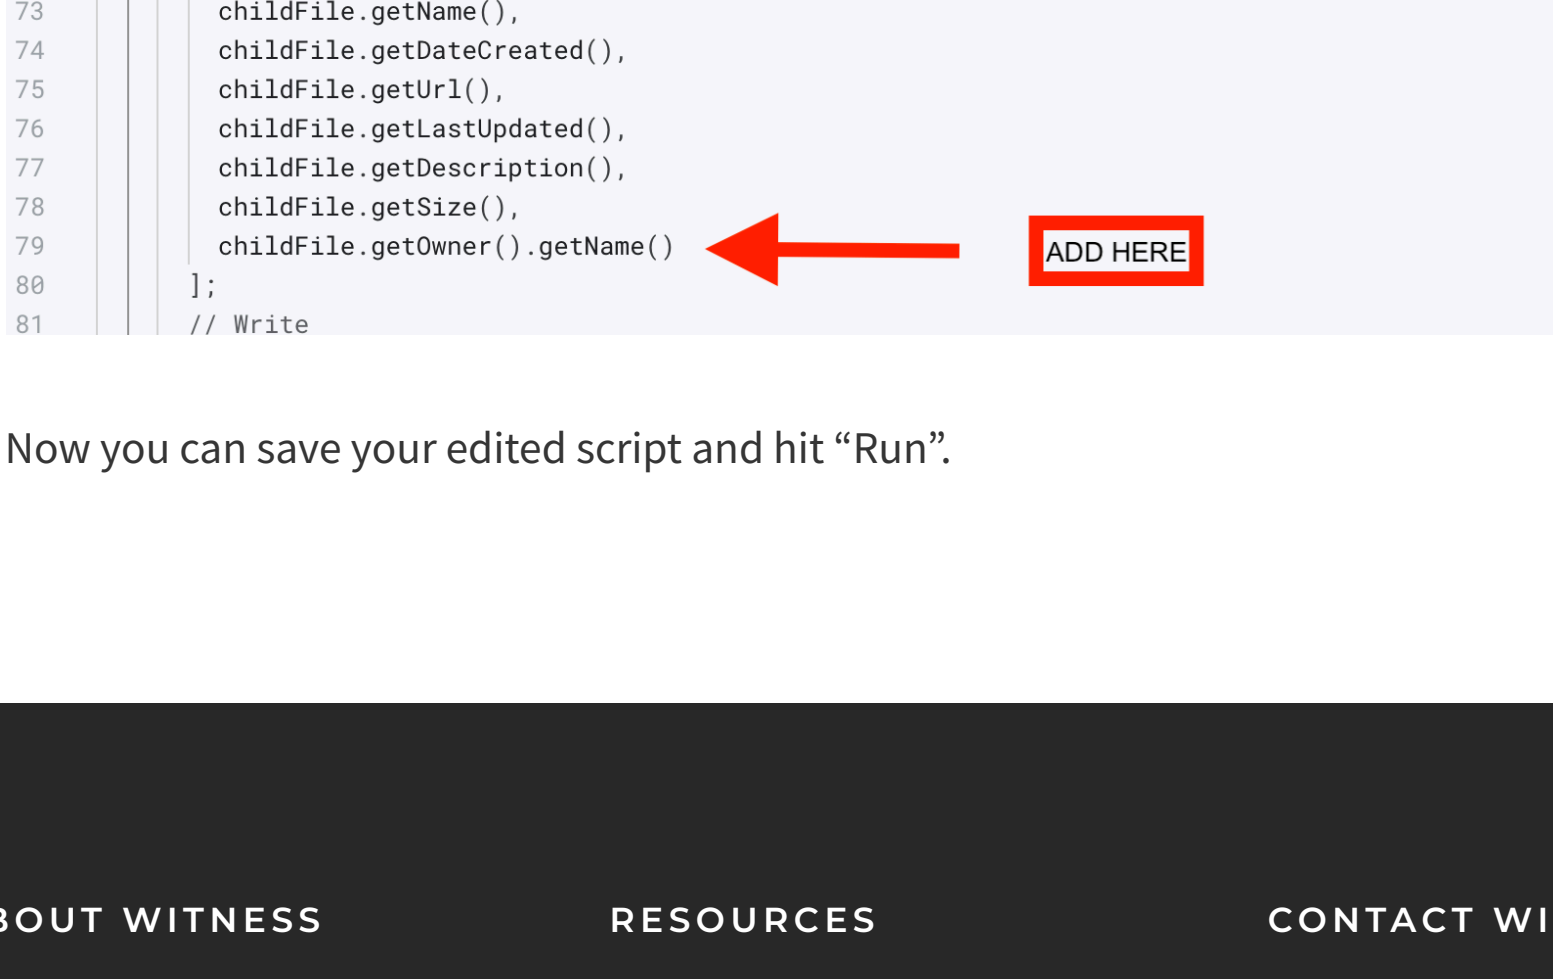 73 childFile.getName(),
74 childFile.getDateCreated(),
75 childFile.getUrl(),
76 childFile.getLastUpdated(),
77 childFile.getDescription(),
78 childFile.getSize(),
79 childFile.getOwner().getName() ADD HERE
80 ];
81 // Write
Now you can save your edited script and hit “Run”.
BOUT WITNESS RESOURCES CONTACT WI